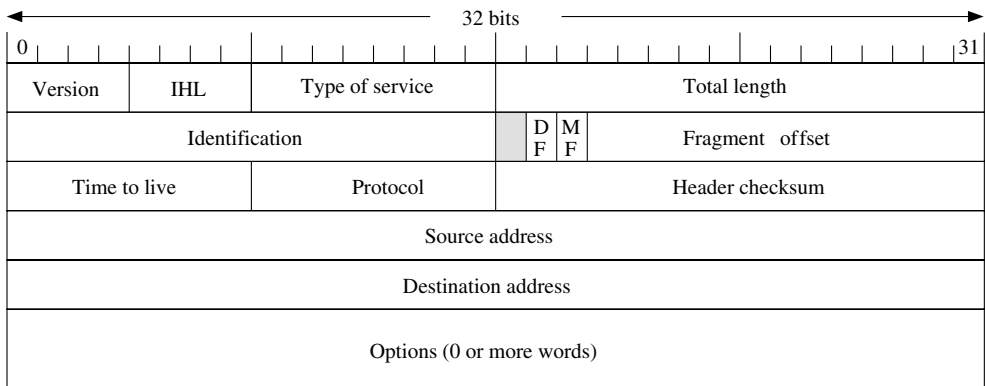 32 bits
0 31
Version IHL Type of service Total length
Identification D F M F Fragment offset
Time to live Protocol Header checksum
Source address
Destination address
Options (0 or more words)